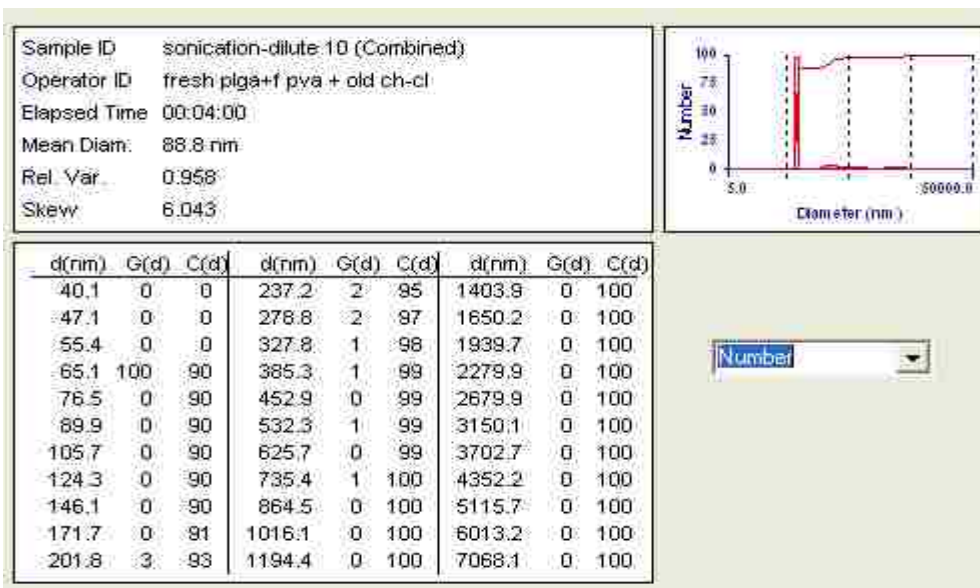 Sample ID sonication-dilute 10 (Combined)
Operator ID fresh plga+f pva + old ch-cl
Elapsed Time 00:04:00
Mean Diam. 88.8 nm
Rel. Var. 0.958
Skew 6.043
Number
100
75
50
25
0
5.0 50000.0
Diameter (nm)
d(nm) G(d) C(d) d(nm) G(d) C(d) d(nm) G(d) C(d)
40.1 0 0 237.2 2 95 1403.9 0 100
47.1 0 0 278.8 2 97 1650.2 0 100
55.4 0 0 327.8 1 98 1939.7 0 100
65.1 100 90 385.3 1 99 2279.9 0 100
76.5 0 90 452.9 0 99 2679.9 0 100
89.9 0 90 532.3 1 99 3150.1 0 100
105.7 0 90 625.7 0 99 3702.7 0 100
124.3 0 90 735.4 1 100 4352.2 0 100
146.1 0 90 864.5 0 100 5115.7 0 100
171.7 0 91 1016.1 0 100 6013.2 0 100
201.8 3 93 1194.4 0 100 7068.1 0 100
Number